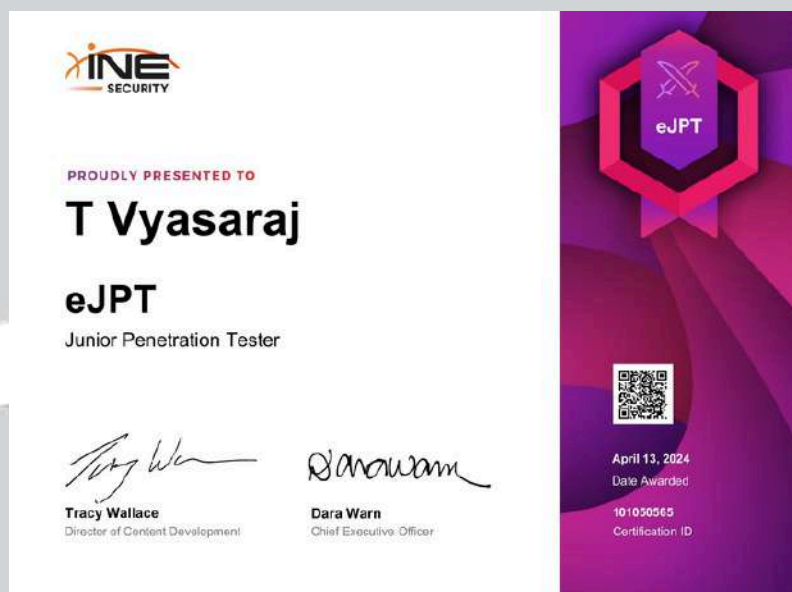 INE
SECURITY
PROUDLY PRESENTED TO
T Vyasaraj
eJPT
Junior Penetration Tester
Tracy Wallace
Director of Content Development
Dara Warn
Chief Executive Officer
eJPT
April 13, 2024
Date Awarded
101050565
Certification ID